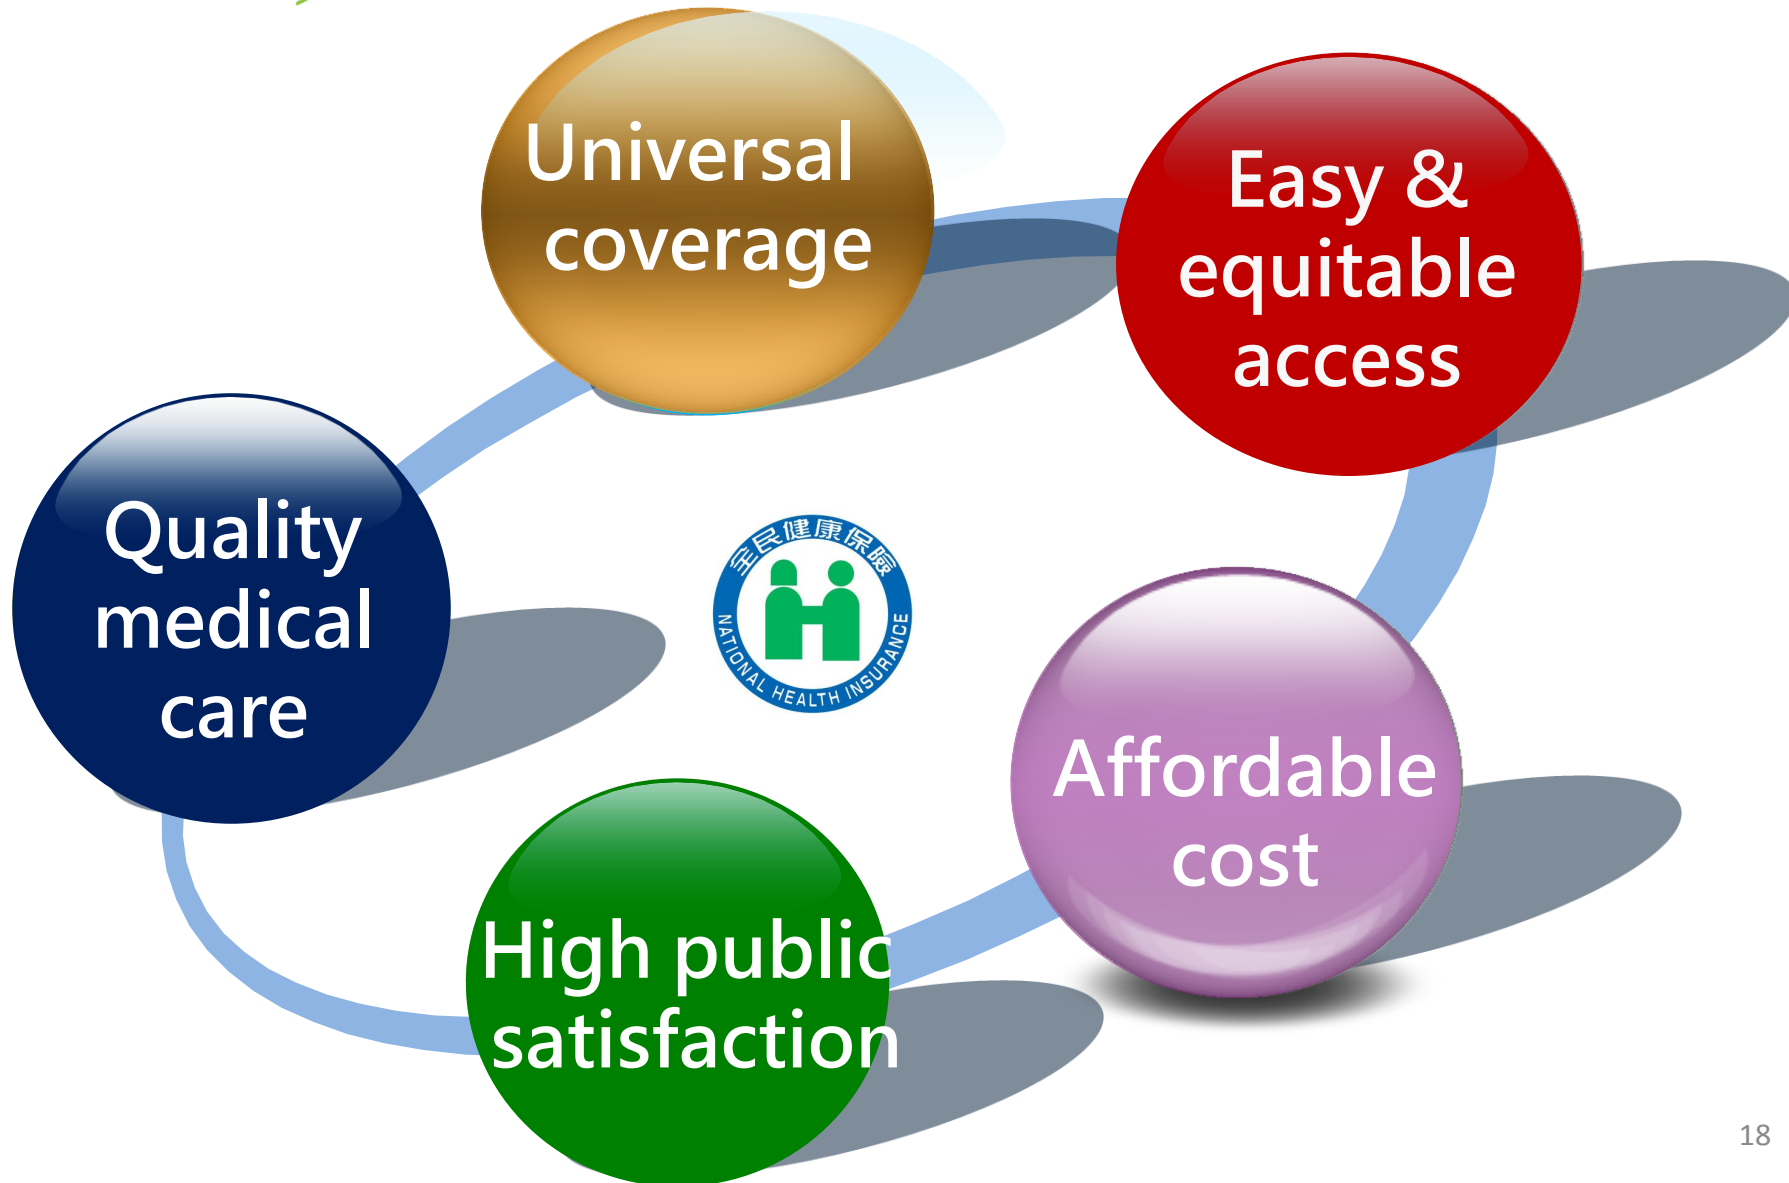 Universal
coverage
Easy &
equitable
access
Quality
medical
care
全民健康保險
NATIONAL HEALTH INSURANCE
Affordable
cost
High public
satisfaction
18